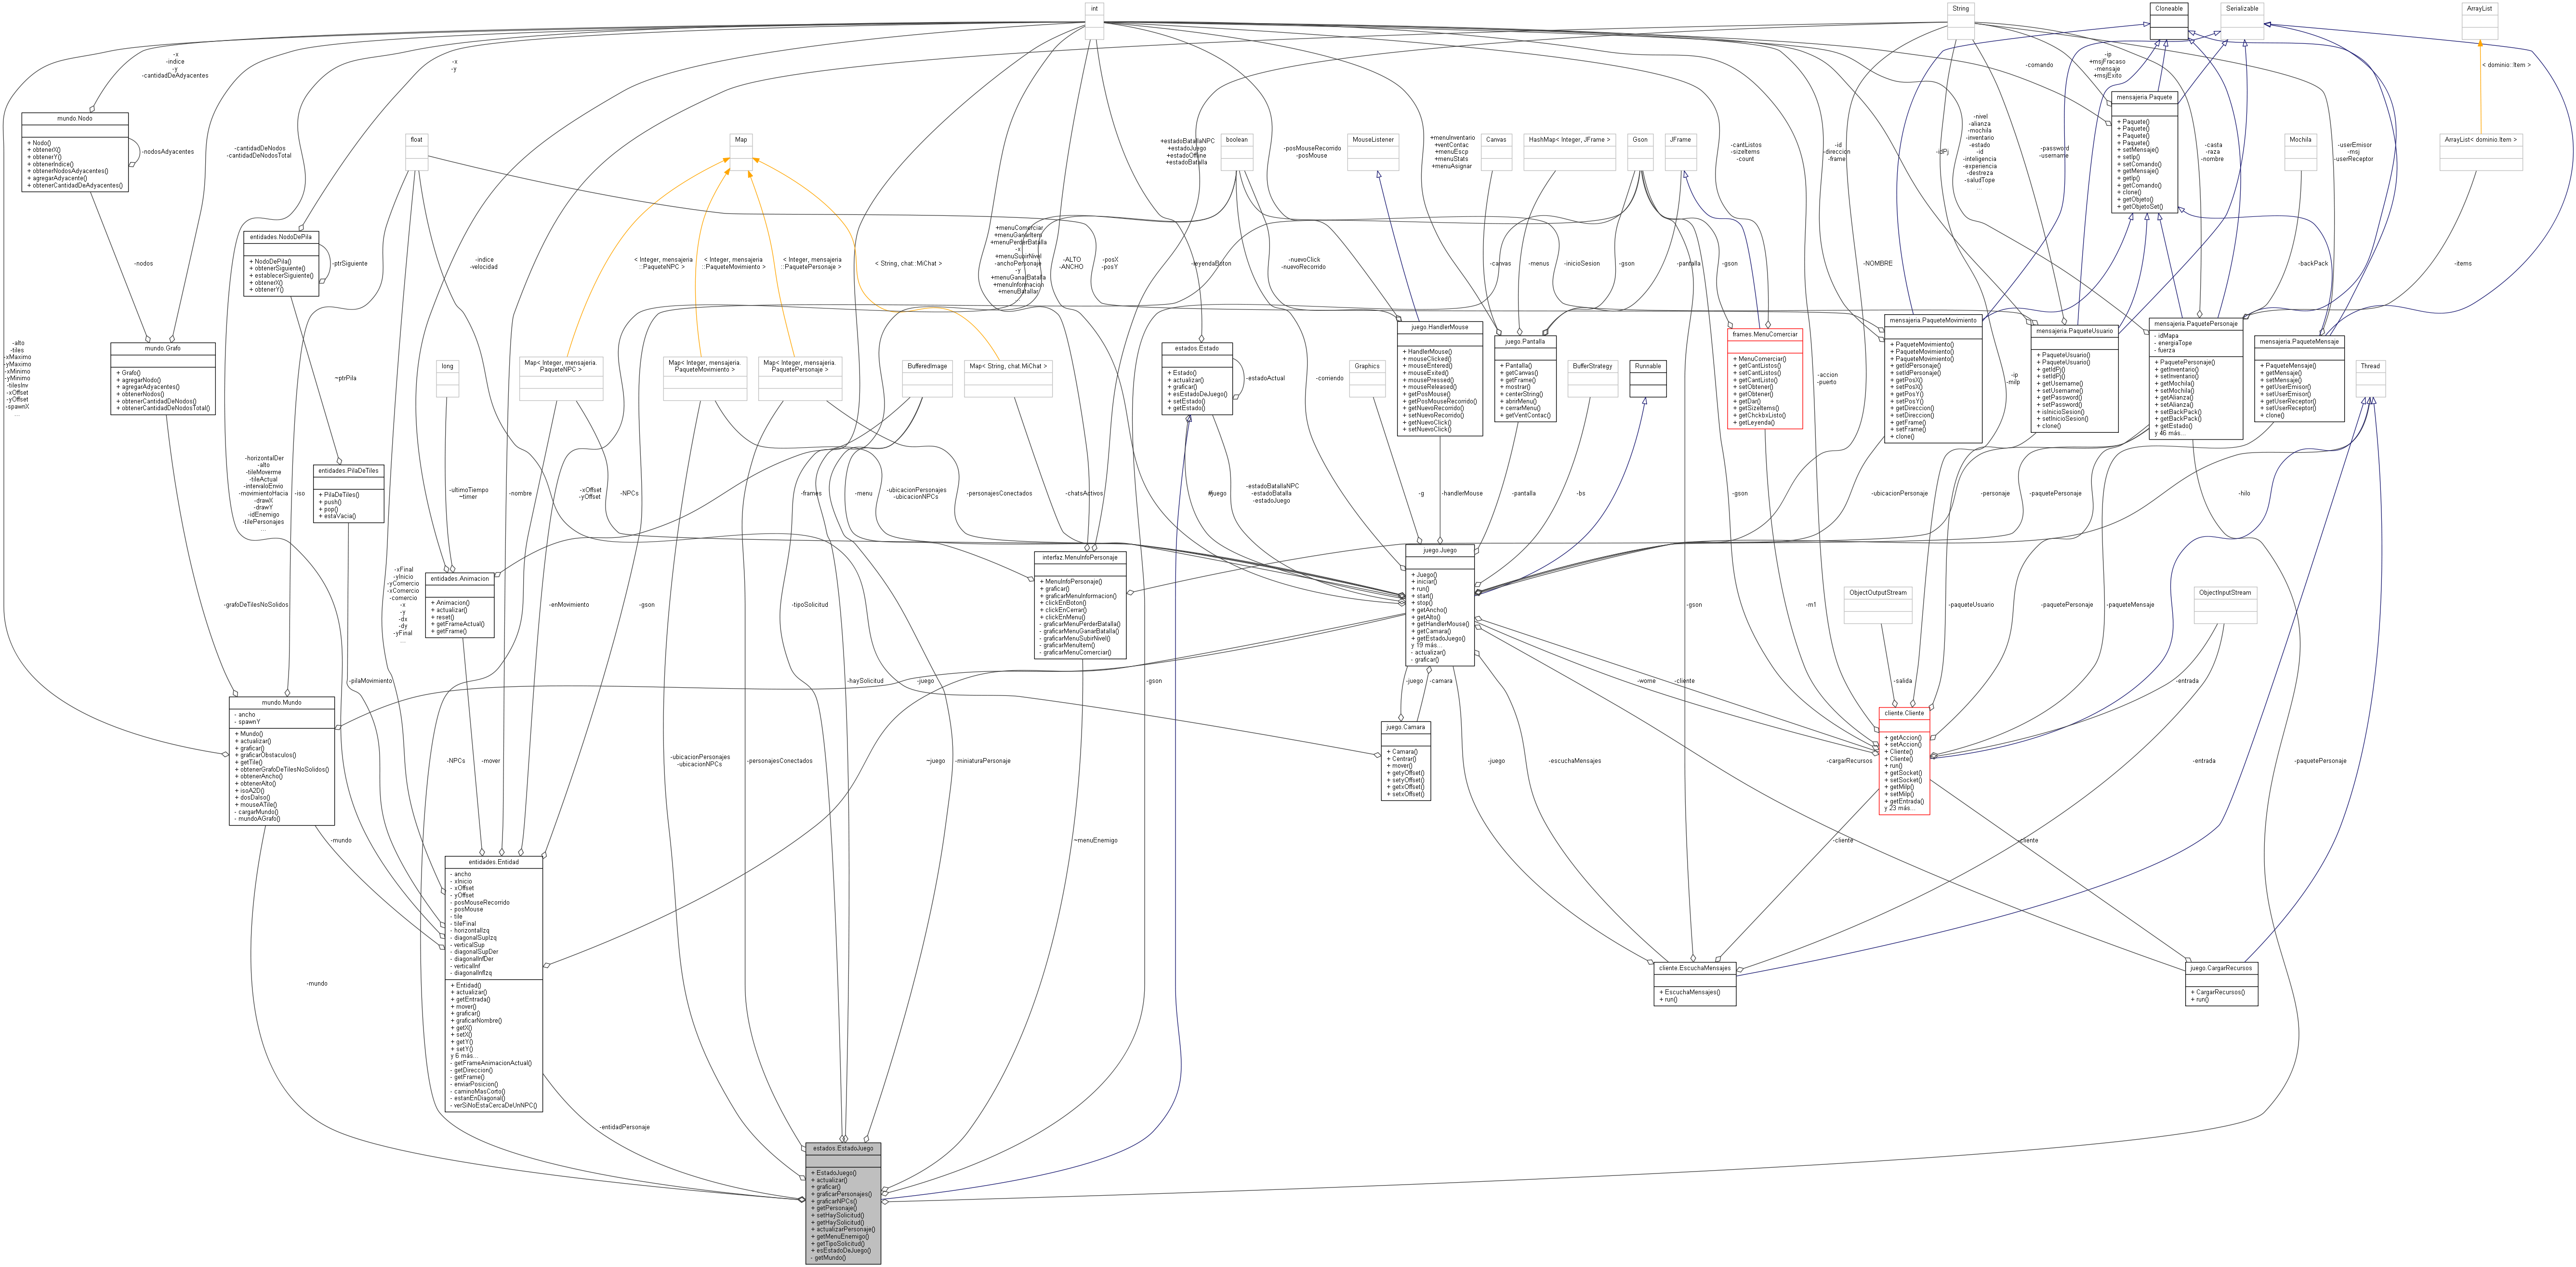 int
String
Cloneable
Serializable
ArrayList
-x
-indice
-y
-cantidadDeAdyacentes
-x
-y
-comando
-ip
+msjFracaso
-mensaje
+msjExito
< dominio::Item >
mundo.Nodo
+ Nodo()
+ obtenerX()
+ obtenerY()
+ obtenerIndice()
+ obtenerNodosAdyacentes()
+ agregarAdyacente()
+ obtenerCantidadDeAdyacentes()
-nodosAdyacentes
-cantidadDeNodos
-cantidadDeNodosTotal
float
Map
+estadoBatallaNPC
+estadoJuego
+estadoOffline
+estadoBatalla
boolean
-posMouseRecorrido
-posMouse
MouseListener
+menuInventario
+ventContac
+menuEscp
+menuStats
+menuAsignar
Canvas
HashMap< Integer, JFrame >
Gson
JFrame
-cantListos
-sizeItems
-count
-id
-direccion
-frame
-idPj
-password
-username
-nivel
-alianza
-mochila
-inventario
-estado
-id
-inteligencia
-experiencia
-destreza
-saludTope
...
mensajeria.Paquete
+ Paquete()
+ Paquete()
+ Paquete()
+ Paquete()
+ setMensaje()
+ setIp()
+ setComando()
+ getMensaje()
+ getIp()
+ getComando()
+ clone()
+ getObjeto()
+ getObjetoSet()
-casta
-raza
-nombre
Mochila
-userEmisor
-msj
-userReceptor
ArrayList< dominio.Item >
-nodos
entidades.NodoDePila
+ NodoDePila()
+ obtenerSiguiente()
+ establecerSiguiente()
+ obtenerX()
+ obtenerY()
-ptrSiguiente
-indice
-velocidad
< Integer, mensajeria
::PaqueteNPC >
< Integer, mensajeria
::PaqueteMovimiento >
< Integer, mensajeria
::PaquetePersonaje >
< String, chat::MiChat >
+menuComerciar
+menuGanarItem
+menuPerderBatalla
-x
+menuSubirNivel
-anchoPersonaje
-y
+menuGanarBatalla
+menuInformacion
+menuBatallar
-ALTO
-ANCHO
-posX
-posY
-leyendaBoton
-nuevoClick
-nuevoRecorrido
-canvas
-menus
-inicioSesion
-gson
-pantalla
-gson
-NOMBRE
-backPack
-items
-alto
-tiles
-xMaximo
-yMaximo
-xMinimo
-yMinimo
-tilesInv
-xOffset
-yOffset
-spawnX
...
mundo.Grafo
+ Grafo()
+ agregarNodo()
+ agregarAdyacentes()
+ obtenerNodos()
+ obtenerCantidadDeNodos()
+ obtenerCantidadDeNodosTotal()
~ptrPila
long
Map< Integer, mensajeria.
PaqueteNPC >
Map< Integer, mensajeria.
PaqueteMovimiento >
Map< Integer, mensajeria.
PaquetePersonaje >
BufferedImage
Map< String, chat.MiChat >
estados.Estado
+ Estado()
+ actualizar()
+ graficar()
+ esEstadoDeJuego()
+ setEstado()
+ getEstado()
-estadoActual
-corriendo
Graphics
juego.HandlerMouse
+ HandlerMouse()
+ mouseClicked()
+ mouseEntered()
+ mouseExited()
+ mousePressed()
+ mouseReleased()
+ getPosMouse()
+ getPosMouseRecorrido()
+ getNuevoRecorrido()
+ setNuevoRecorrido()
+ getNuevoClick()
+ setNuevoClick()
juego.Pantalla
+ Pantalla()
+ getCanvas()
+ getFrame()
+ mostrar()
+ centerString()
+ abrirMenu()
+ cerrarMenu()
+ getVentContac()
BufferStrategy
Runnable
frames.MenuComerciar
+ MenuComerciar()
+ getCantListos()
+ setCantListos()
+ getCantListo()
+ setObtener()
+ getObtener()
+ getDar()
+ getSizeItems()
+ getChckbxListo()
+ getLeyenda()
-accion
-puerto
mensajeria.PaqueteMovimiento
+ PaqueteMovimiento()
+ PaqueteMovimiento()
+ PaqueteMovimiento()
+ getIdPersonaje()
+ setIdPersonaje()
+ getPosX()
+ setPosX()
+ getPosY()
+ setPosY()
+ getDireccion()
+ setDireccion()
+ getFrame()
+ setFrame()
+ clone()
-ip
-miIp
mensajeria.PaqueteUsuario
+ PaqueteUsuario()
+ PaqueteUsuario()
+ getIdPj()
+ setIdPj()
+ getUsername()
+ setUsername()
+ getPassword()
+ setPassword()
+ isInicioSesion()
+ setInicioSesion()
+ clone()
mensajeria.PaquetePersonaje
- idMapa
- energiaTope
- fuerza
+ PaquetePersonaje()
+ getInventario()
+ setInventario()
+ getMochila()
+ setMochila()
+ getAlianza()
+ setAlianza()
+ setBackPack()
+ getBackPack()
+ getEstado()
y 46 más...
mensajeria.PaqueteMensaje
+ PaqueteMensaje()
+ getMensaje()
+ setMensaje()
+ getUserEmisor()
+ setUserEmisor()
+ getUserReceptor()
+ setUserReceptor()
+ clone()
Thread
-horizontalDer
-alto
-tileMoverme
-tileActual
-intervaloEnvio
-movimientoHacia
-drawX
-drawY
-idEnemigo
-tilePersonajes
...
-iso
entidades.PilaDeTiles
+ PilaDeTiles()
+ push()
+ pop()
+ estaVacia()
-ultimoTiempo
~timer
-nombre
-xOffset
-yOffset
-NPCs
-frames
-menu
-ubicacionPersonajes
-ubicacionNPCs
-personajesConectados
-chatsActivos
#juego
-estadoBatallaNPC
-estadoBatalla
-estadoJuego
-g
-handlerMouse
-pantalla
-bs
-gson
-ubicacionPersonaje
-personaje
-paquetePersonaje
-hilo
-grafoDeTilesNoSolidos
-xFinal
-yInicio
-yComercio
-xComercio
-comercio
-x
-y
-dx
-dy
-yFinal
...
entidades.Animacion
+ Animacion()
+ actualizar()
+ reset()
+ getFrameActual()
+ getFrame()
-enMovimiento
-gson
-tipoSolicitud
interfaz.MenuInfoPersonaje
+ MenuInfoPersonaje()
+ graficar()
+ graficarMenuInformacion()
+ clickEnBoton()
+ clickEnCerrar()
+ clickEnMenu()
- graficarMenuPerderBatalla()
- graficarMenuGanarBatalla()
- graficarMenuSubirNivel()
- graficarMenuItem()
- graficarMenuComerciar()
juego.Juego
+ Juego()
+ iniciar()
+ run()
+ start()
+ stop()
+ getAncho()
+ getAlto()
+ getHandlerMouse()
+ getCamara()
+ getEstadoJuego()
y 19 más...
- actualizar()
- graficar()
-gson
-m1
ObjectOutputStream
-paqueteUsuario
-paquetePersonaje
-paqueteMensaje
ObjectInputStream
-pilaMovimiento
-haySolicitud
-juego
-gson
-juego
-camara
-wome
-cliente
-salida
-entrada
mundo.Mundo
- ancho
- spawnY
+ Mundo()
+ actualizar()
+ graficar()
+ graficarObstaculos()
+ getTile()
+ obtenerGrafoDeTilesNoSolidos()
+ obtenerAncho()
+ obtenerAlto()
+ isoA2D()
+ dosDaIso()
+ mouseATile()
- cargarMundo()
- mundoAGrafo()
juego.Camara
+ Camara()
+ Centrar()
+ mover()
+ getyOffset()
+ setyOffset()
+ getxOffset()
+ setxOffset()
cliente.Cliente
+ getAccion()
+ setAccion()
+ Cliente()
+ Cliente()
+ run()
+ getSocket()
+ setSocket()
+ getMiIp()
+ setMiIp()
+ getEntrada()
y 23 más...
-NPCs
-mover
-ubicacionPersonajes
-ubicacionNPCs
-personajesConectados
~juego
-miniaturaPersonaje
-juego
-escuchaMensajes
-cargarRecursos
-entrada
-paquetePersonaje
-mundo
~menuEnemigo
-cliente
-cliente
entidades.Entidad
- ancho
- xInicio
- xOffset
- yOffset
- posMouseRecorrido
- posMouse
- tile
- tileFinal
- horizontalIzq
- diagonalSupIzq
- verticalSup
- diagonalSupDer
- diagonalInfDer
- verticalInf
- diagonalInfIzq
+ Entidad()
+ actualizar()
+ getEntrada()
+ mover()
+ graficar()
+ graficarNombre()
+ getX()
+ setX()
+ getY()
+ setY()
y 6 más...
- getFrameAnimacionActual()
- getDireccion()
- getFrame()
- enviarPosicion()
- caminoMasCorto()
- estanEnDiagonal()
- verSiNoEstaCercaDeUnNPC()
-mundo
cliente.EscuchaMensajes
+ EscuchaMensajes()
+ run()
juego.CargarRecursos
+ CargarRecursos()
+ run()
-entidadPersonaje
estados.EstadoJuego
+ EstadoJuego()
+ actualizar()
+ graficar()
+ graficarPersonajes()
+ graficarNPCs()
+ getPersonaje()
+ setHaySolicitud()
+ getHaySolicitud()
+ actualizarPersonaje()
+ getMenuEnemigo()
+ getTipoSolicitud()
+ esEstadoDeJuego()
- getMundo()